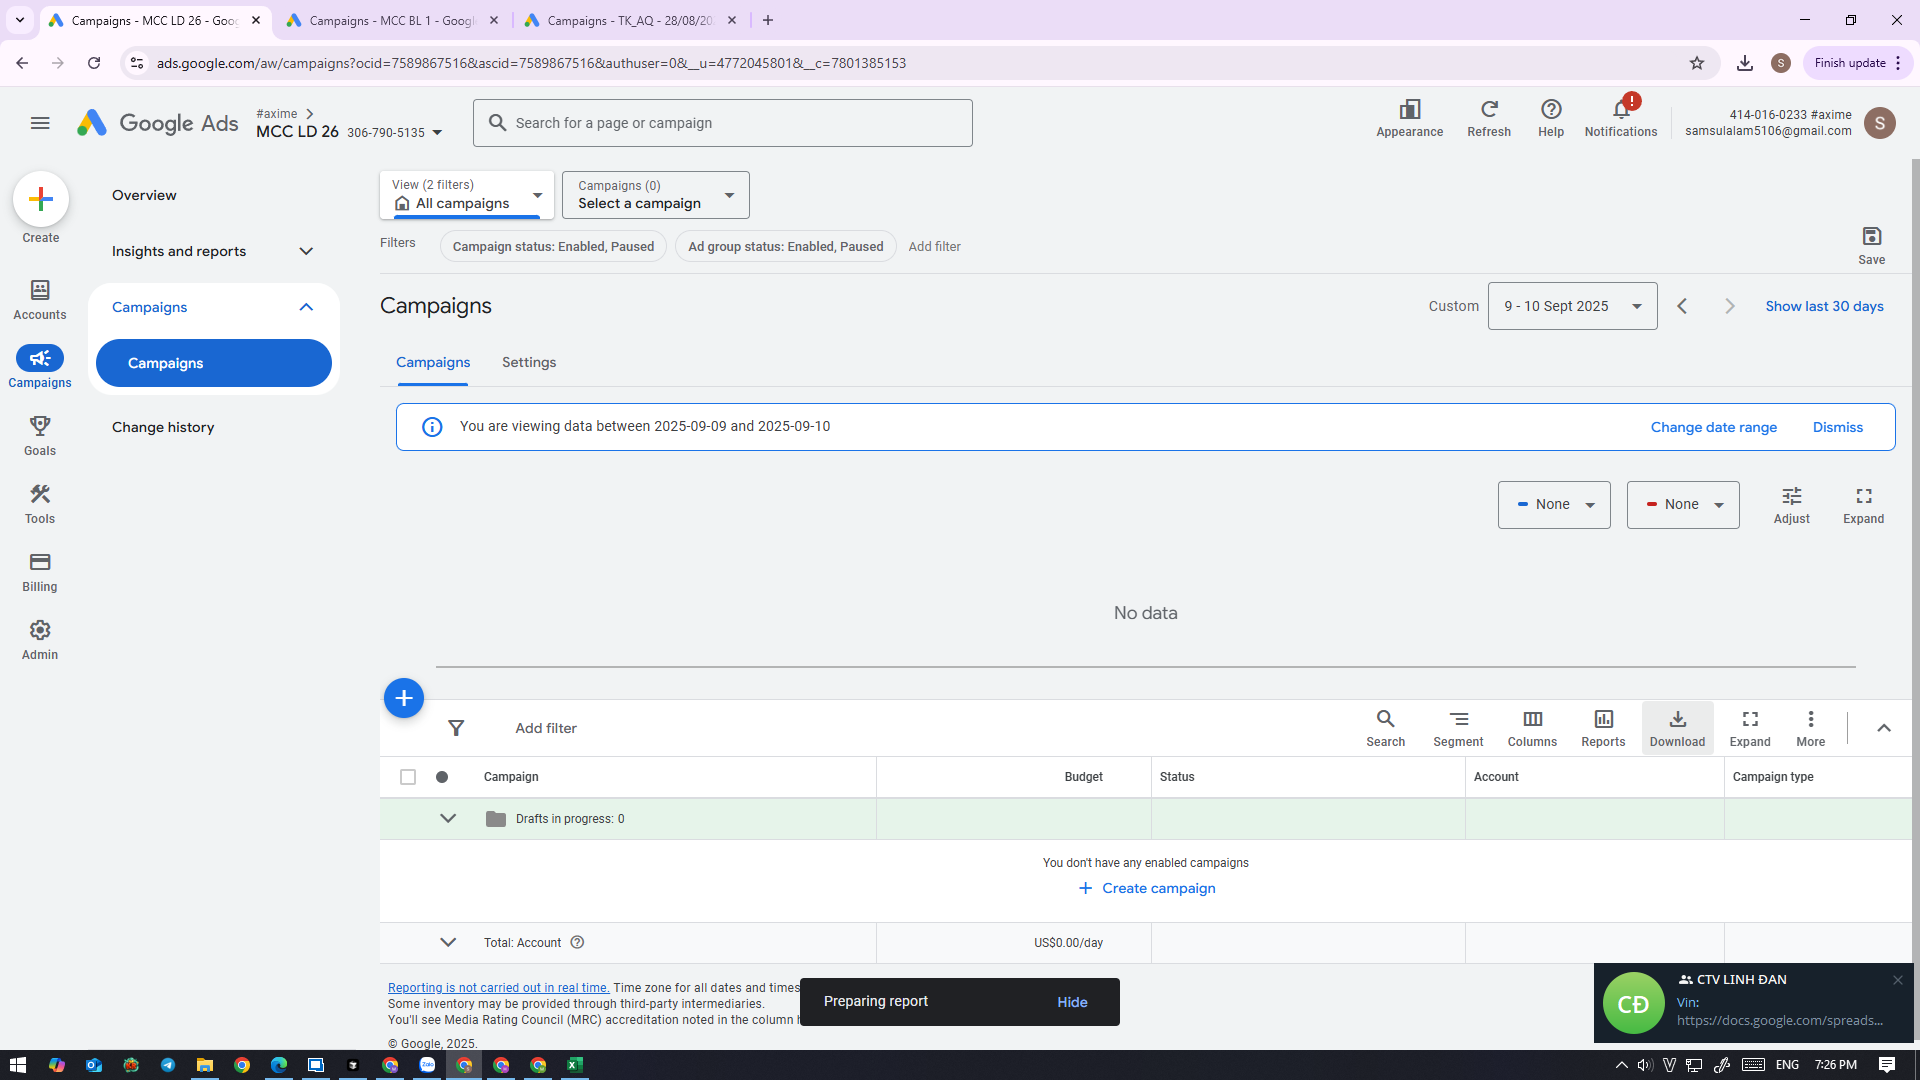 Campaigns - MCC LD 26 - Goog
Campaigns - MCC BL 1 - Google
Campaigns - TK_AQ - 28/08/20
ads.google.com/aw/campaigns?ocid=7589867516&ascid=7589867516&authuser=0&__u=4772045801&__c=7801385153
S
Finish update
Google Ads
#axime
MCC LD 26 306-790-5135
Search for a page or campaign
Appearance
Refresh
Help
!
Notifications
414-016-0233 #axime
samsulalam5106@gmail.com
S
Create
Accounts
Campaigns
Goals
Tools
Billing
Admin
Overview
Insights and reports
Campaigns
Campaigns
Change history
View (2 filters)
All campaigns
Campaigns (0)
Select a campaign
Filters
Campaign status: Enabled, Paused
Ad group status: Enabled, Paused
Add filter
Save
Campaigns
Custom
9 - 10 Sept 2025
Show last 30 days
Campaigns
Settings
You are viewing data between 2025-09-09 and 2025-09-10
Change date range
Dismiss
None
None
Adjust
Expand
No data
Add filter
Search
Segment
Columns
Reports
Download
Expand
More
Campaign
Budget
Status
Account
Campaign type
Drafts in progress: 0
You don't have any enabled campaigns
Create campaign
Total: Account
US$0.00/day
Reporting is not carried out in real time. Time zone for all dates and times
Some inventory may be provided through third-party intermediaries.
You'll see Media Rating Council (MRC) accreditation noted in the column h
© Google, 2025.
Preparing report
Hide
CĐ
CTV LINH ĐAN
Vin:
https://docs.google.com/spreads...
Zalo
ENG
7:26 PM